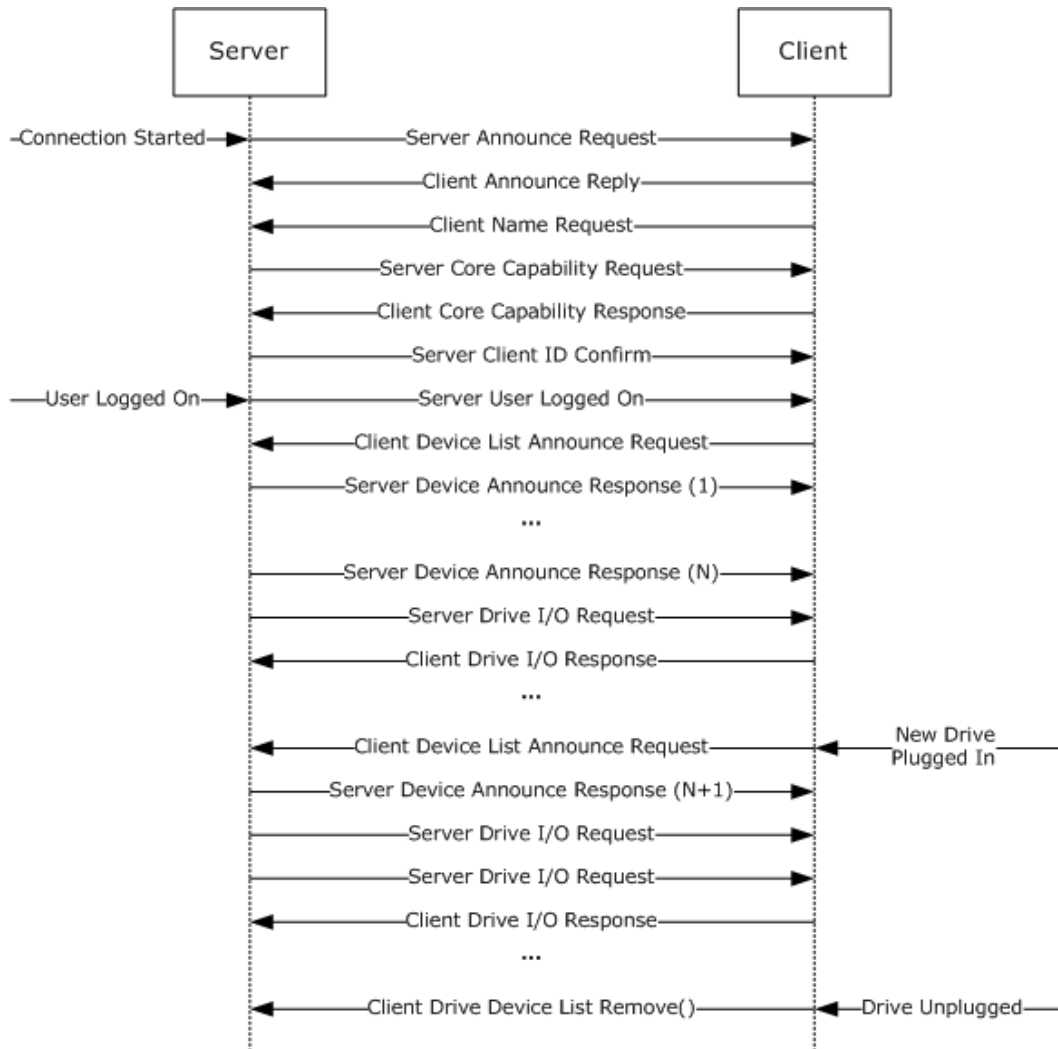 Server
Client
Connection Started
Server Announce Request
Client Announce Reply
Client Name Request
Server Core Capability Request
Client Core Capability Response
Server Client ID Confirm
User Logged On
Server User Logged On
Client Device List Announce Request
Server Device Announce Response (1)
...
Server Device Announce Response (N)
Server Drive I/O Request
Client Drive I/O Response
...
Client Device List Announce Request
New Drive
Plugged In
Server Device Announce Response (N+1)
Server Drive I/O Request
Server Drive I/O Request
Client Drive I/O Response
...
Client Drive Device List Remove()
Drive Unplugged